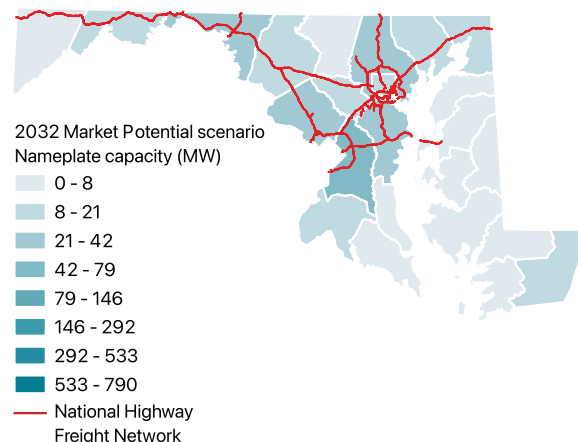 2032 Market Potential scenario
Nameplate capacity (MW)
0 - 8
8 - 21
21 - 42
42 - 79
79 - 146
146 - 292
292 - 533
533 - 790
National Highway
Freight Network